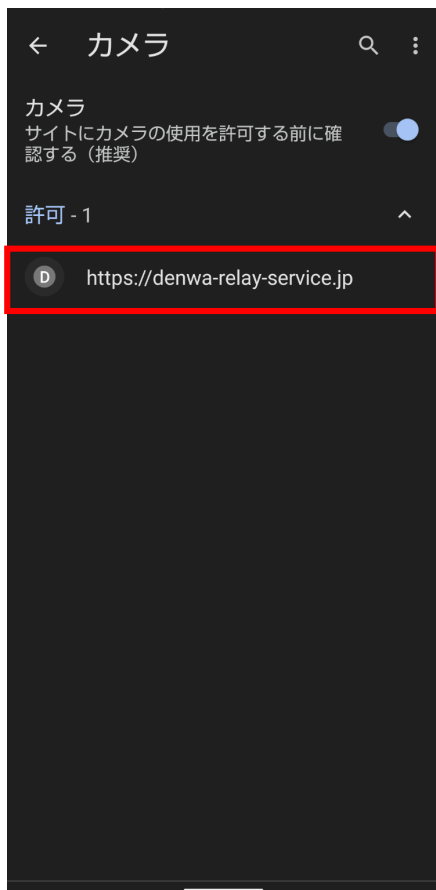 カメラ
カメラ
サイトにカメラの使用を許可する前に確
認する（推奨）
許可 - 1
D
https://denwa-relay-service.jp